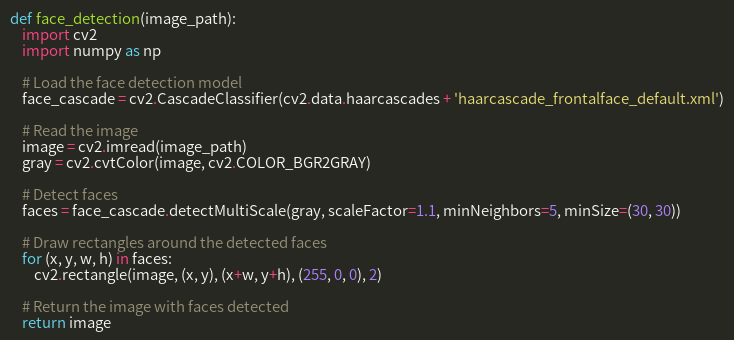 def face_detection(image_path):
    import cv2
    import numpy as np

    # Load the face detection model
    face_cascade = cv2.CascadeClassifier(cv2.data.haarcascades + 'haarcascade_frontalface_default.xml')

    # Read the image
    image = cv2.imread(image_path)
    gray = cv2.cvtColor(image, cv2.COLOR_BGR2GRAY)

    # Detect faces
    faces = face_cascade.detectMultiScale(gray, scaleFactor=1.1, minNeighbors=5, minSize=(30, 30))

    # Draw rectangles around the detected faces
    for (x, y, w, h) in faces:
        cv2.rectangle(image, (x, y), (x+w, y+h), (255, 0, 0), 2)

    # Return the image with faces detected
    return image